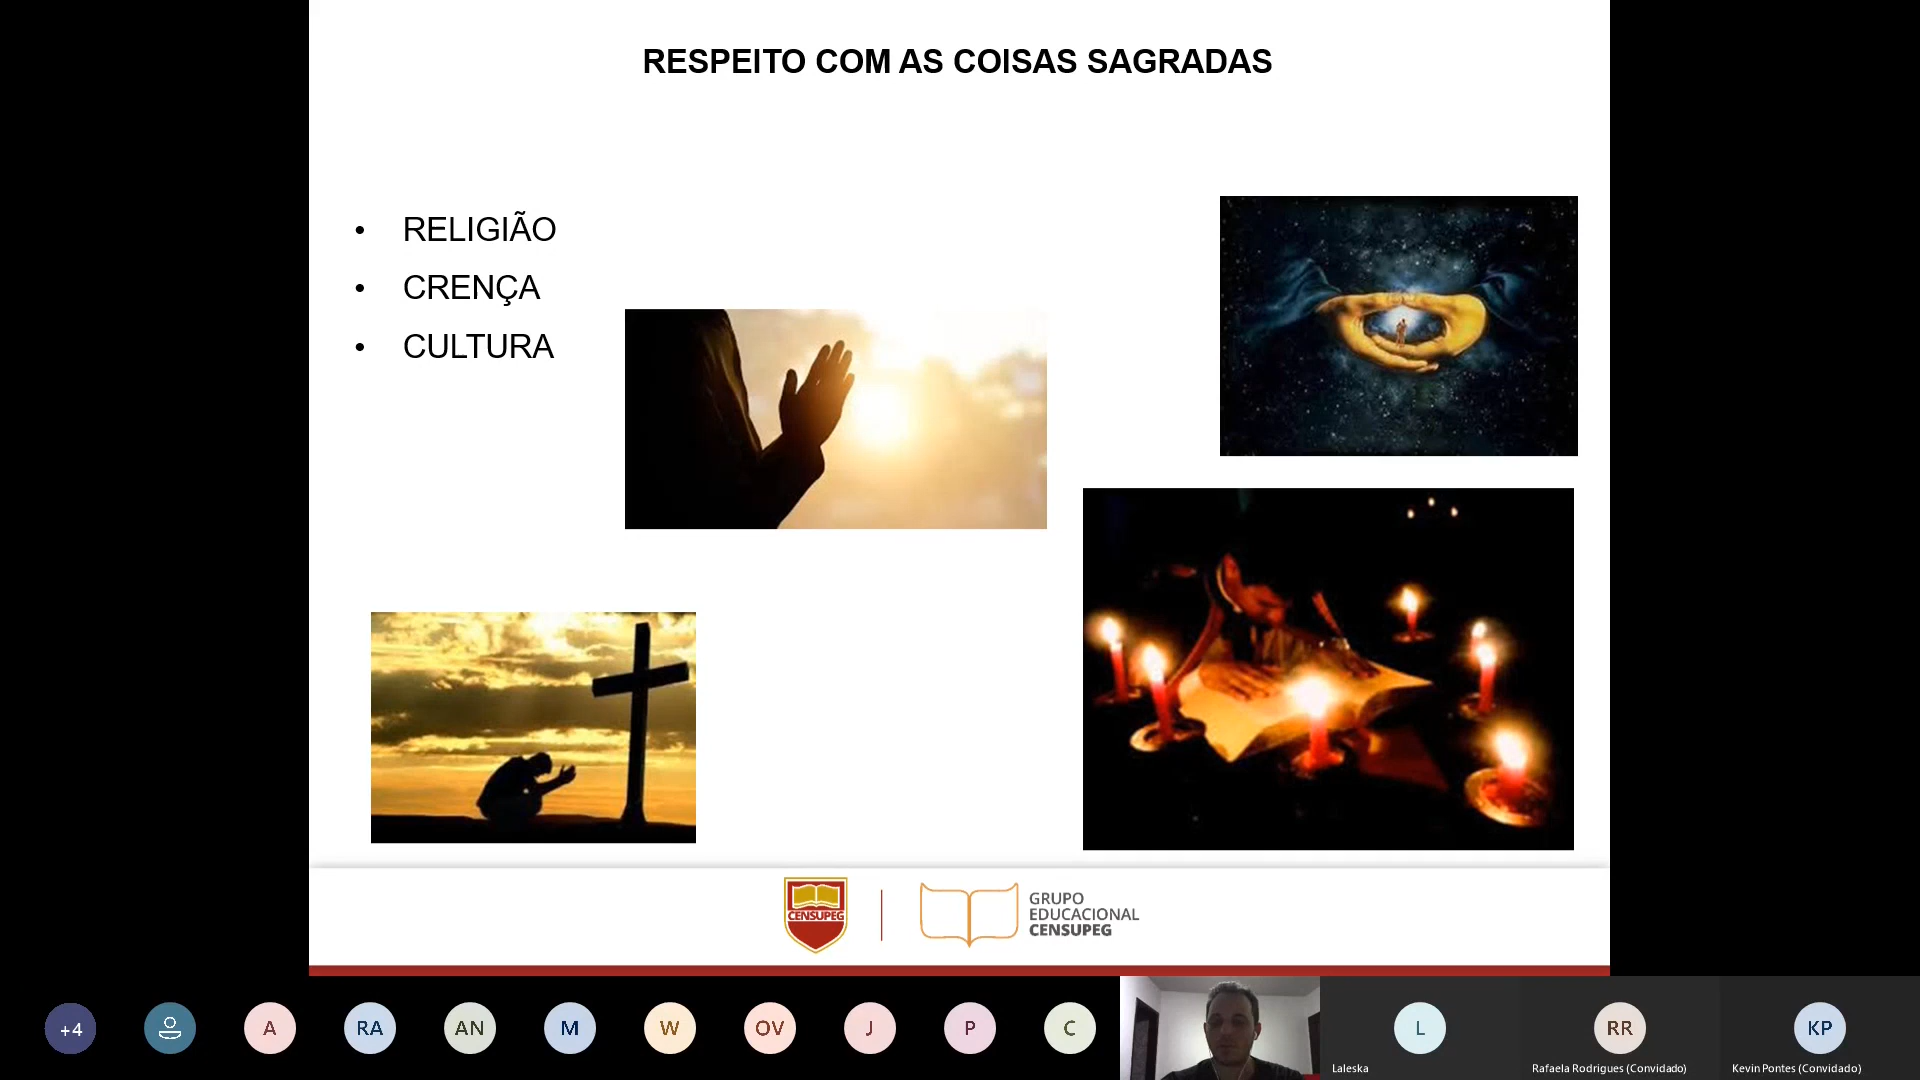 RESPEITO COM AS COISAS SAGRADAS
• RELIGIÃO
• CRENÇA
• CULTURA
CENSUPEG
GRUPO
EDUCACIONAL
CENSUPEG
+4
A
RA
AN
M
W
OV
J
P
C
L
RR
KP
Laleska
Rafaela Rodrigues (Convidado)
Kevin Pontes (Convidado)